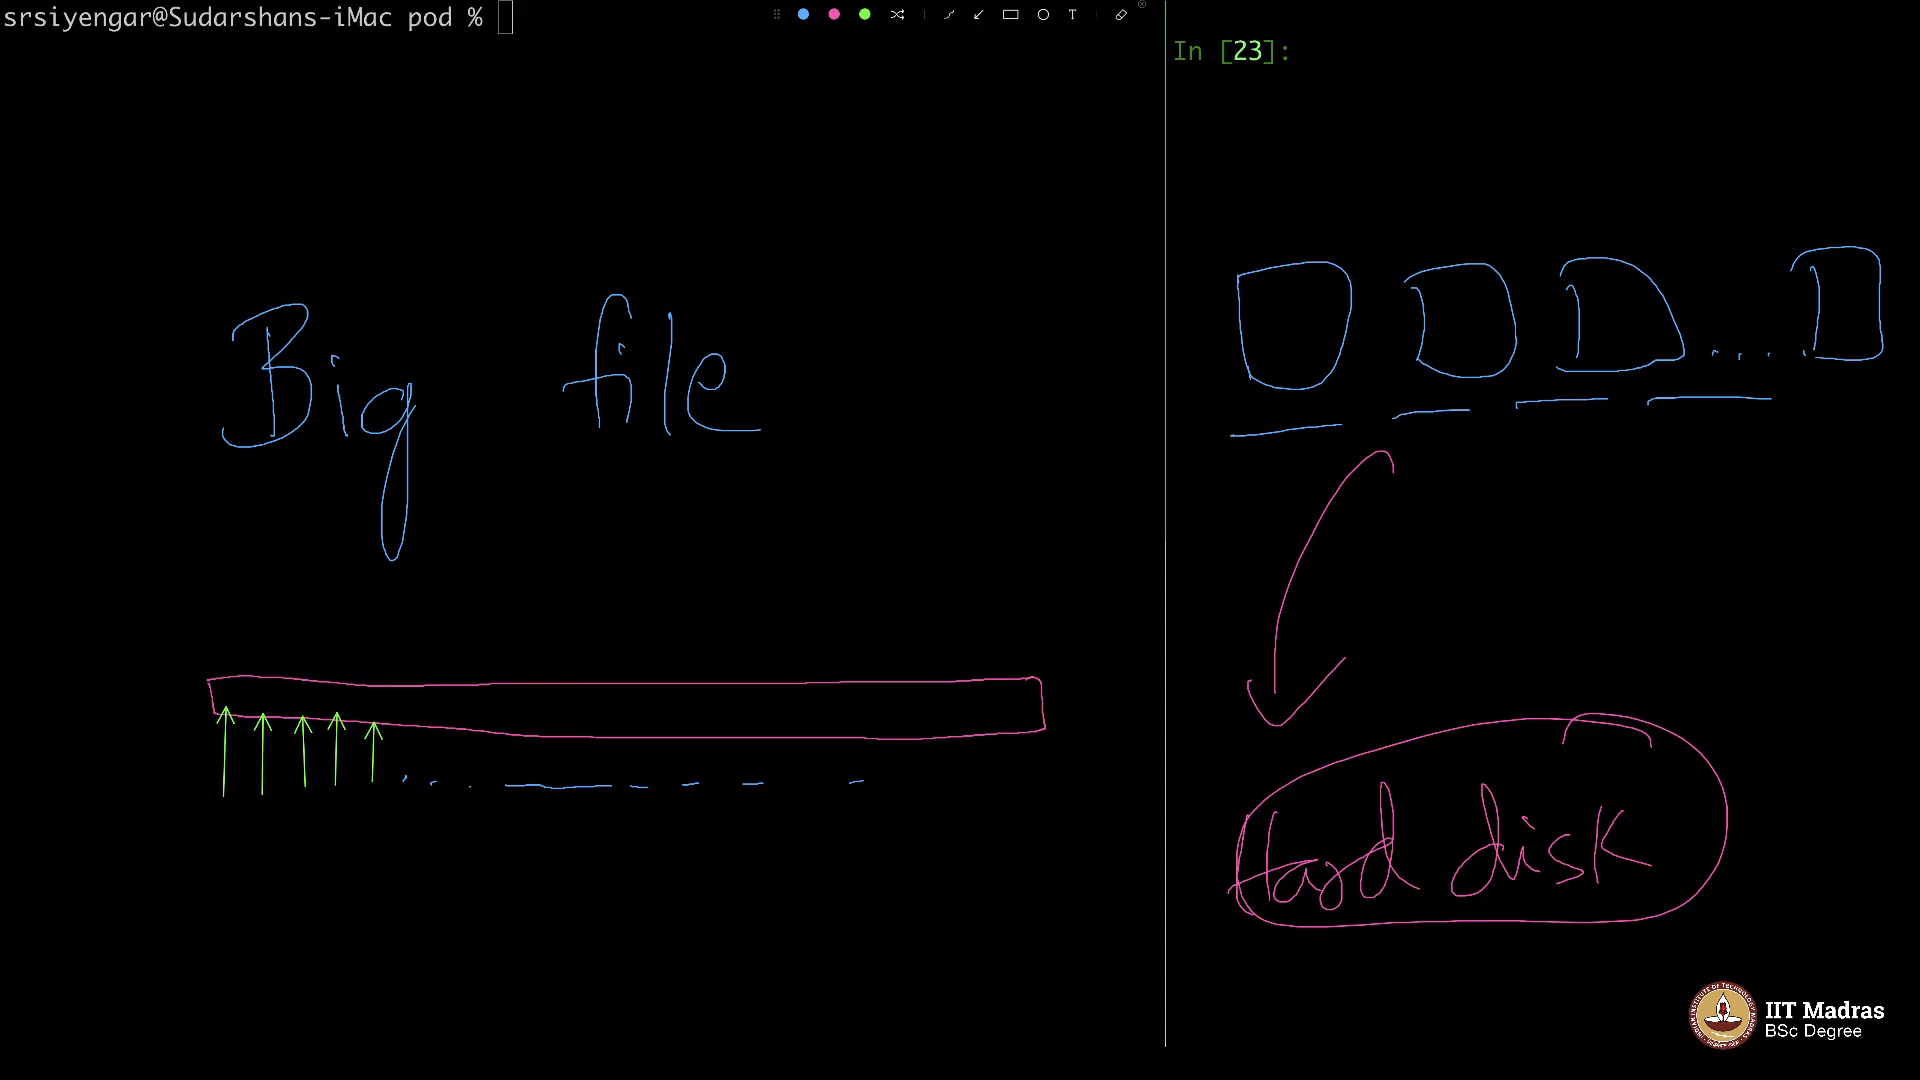 srsiyengar@Sudarshans-iMac pod %
T
In [23]:
Big file
Hard disk
IIT Madras
BSc Degree